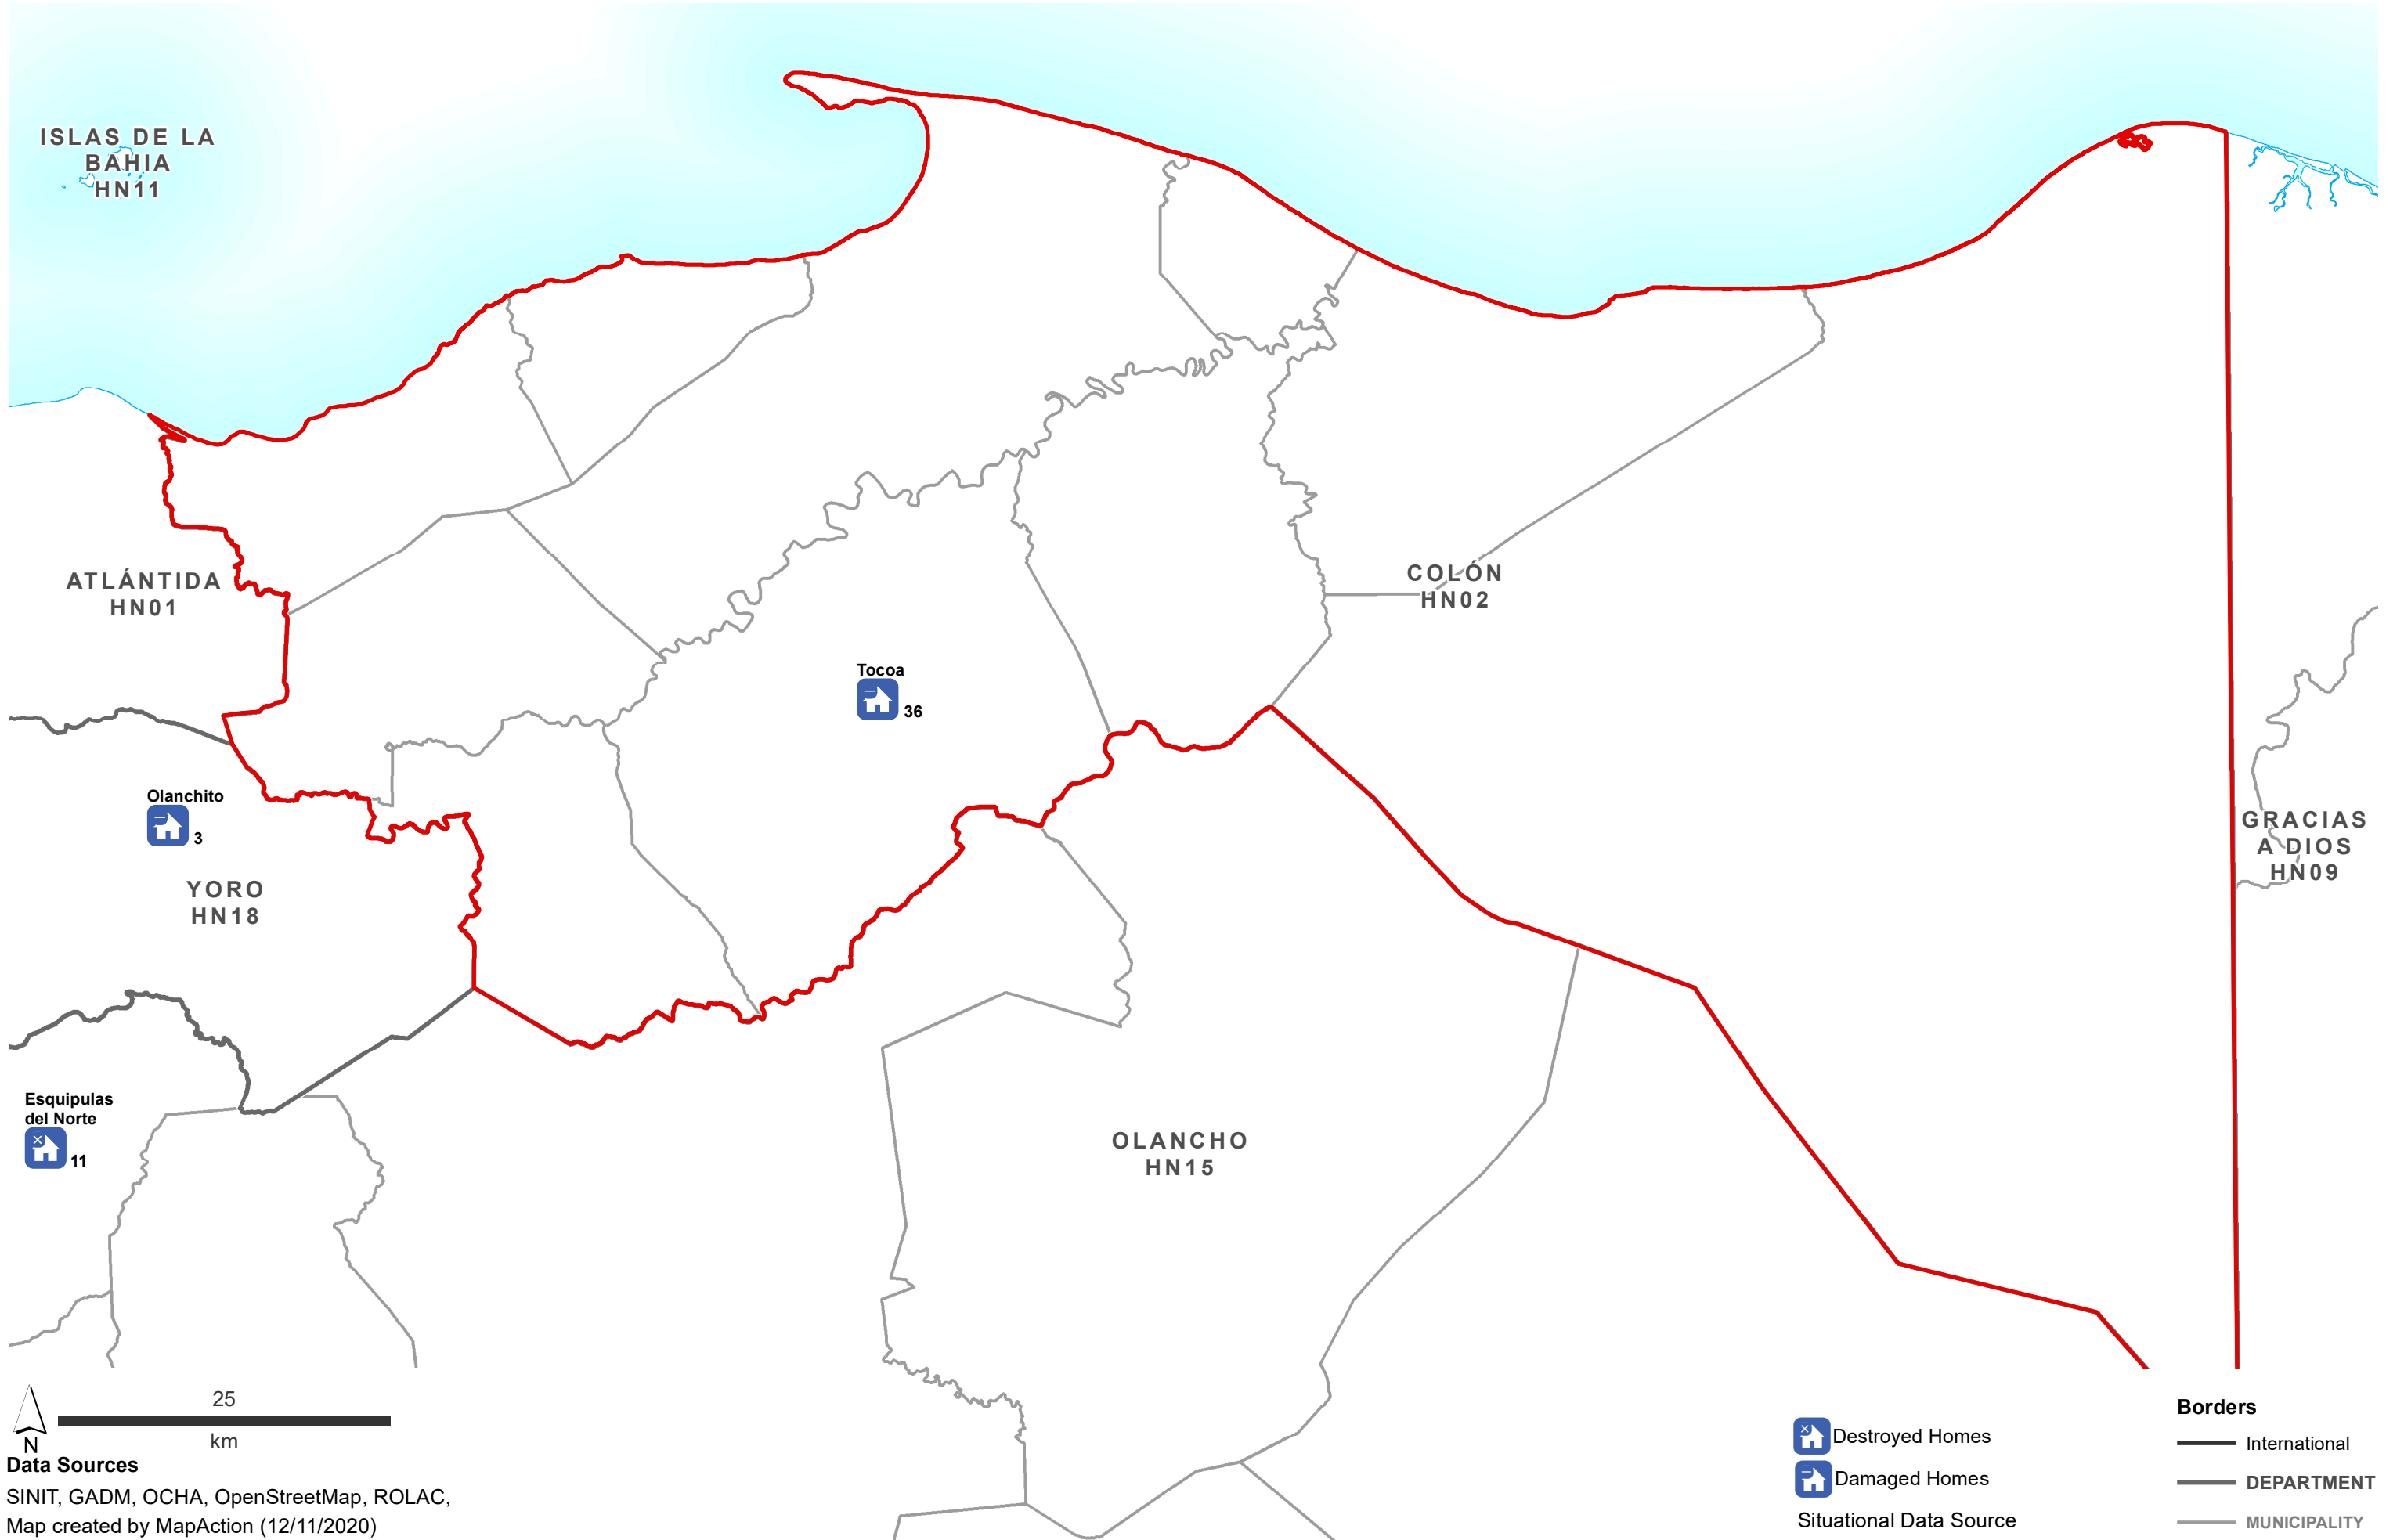 ISLAS DE LA
BAHIA
HN11
ATLÁNTIDA
HN01
COLÓN
HN02
Tocoa
36
Olanchito
3
YORO
HN18
GRACIAS
A DIOS
HN09
Esquipulas
del Norte
11
OLANCHO
HN15
25
km
N
Data Sources
SINIT, GADM, OCHA, OpenStreetMap, ROLAC,
Map created by MapAction (12/11/2020)
Destroyed Homes
Damaged Homes
Situational Data Source
Borders
International
DEPARTMENT
MUNICIPALITY